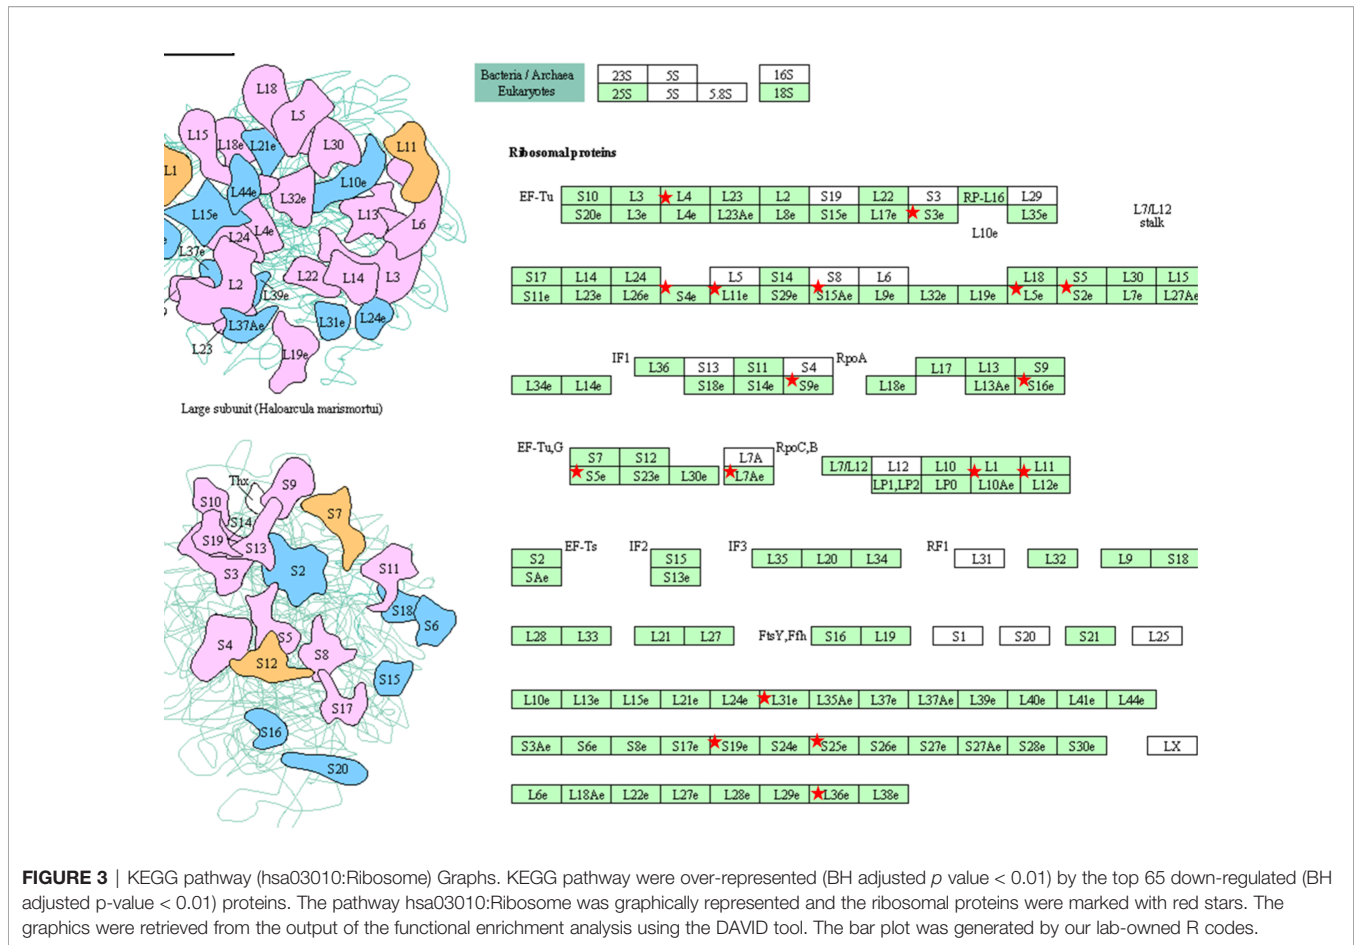 Bacteria / Archaea 23S 5S 16S
Eukaryotes 25S 5S 5.8S 18S
Ribosomal proteins
EF-Tu S10 L3 L4 L23 L2 S19 L22 S3 RP-L16 L29
S20e L3e L4e L23Ae L8e S15e L17e S3e L35e
L10e
L7/L12
stalk
S17 L14 L24 L5 S14 S8 L6 L18 S5 L30 L15
S11e L23e L26e S4e L11e S29e S15Ae L9e L32e L19e L5e S2e L7e L27Ae
IF1 L36 S13 S11 S4 RpoA L17 L13 S9
L34e L14e S18e S14e S9e L18e L13Ae S16e
EF-Tu,G S7 S12 L7A RpoC,B L7/L12 L12 L10 L1 L11
S5e S23e L30e L7Ae LP1,LP2 LP0 L10Ae L12e
S2 EF-Ts IF2 S15 IF3 L35 L20 L34 RF1 L31 L32 L9 S18
SAe S13e
L28 L33 L21 L27 FtsY,Ffh S16 L19 S1 S20 S21 L25
L10e L13e L15e L21e L24e L31e L35Ae L37e L37Ae L39e L40e L41e L44e
S3Ae S6e S8e S17e S19e S24e S25e S26e S27e S27Ae S28e S30e LX
L6e L18Ae L22e L27e L28e L29e L36e L38e
L18
L5
L15
L18e
L21e
L30
L11
L1
L44e
L32e
L10e
L15e
L13
L6
L24
L4e
e
L37e
L2
L22
L14
L3
L39e
L37Ae
L31e
L24e
L23
L19e
Large subunit (Haloarcula marismortui)
Thx
S9
S10
S14
S7
S19
S13
S3
S2
S11
S18
S6
S4
S5
S12
S8
S15
S17
S16
S20
FIGURE 3 | KEGG pathway (hsa03010:Ribosome) Graphs. KEGG pathway were over-represented (BH adjusted p value < 0.01) by the top 65 down-regulated (BH
adjusted p-value < 0.01) proteins. The pathway hsa03010:Ribosome was graphically represented and the ribosomal proteins were marked with red stars. The
graphics were retrieved from the output of the functional enrichment analysis using the DAVID tool. The bar plot was generated by our lab-owned R codes.